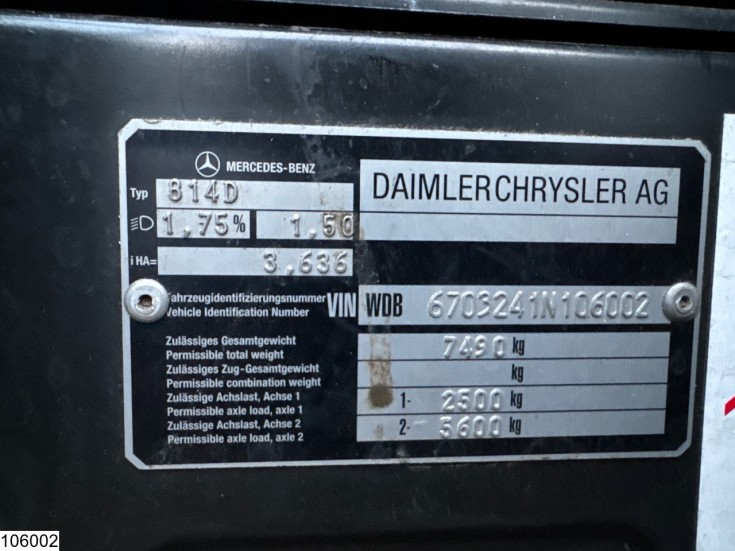 MERCEDES-BENZ
DAIMLERCHRYSLER AG
Typ 814D
1,75% 1,50
i HA= 3,636
Fahrzeugidentifizierungsnummer
Vehicle Identification Number
VIN WDB 6703241N106002
Zulässiges Gesamtgewicht
Permissible total weight
7490 kg
Zulässiges Zug-Gesamtgewicht
Permissible combination weight
kg
Zulässige Achslast, Achse 1
Permissible axle load, axle 1
1- 2500 kg
Zulässige Achslast, Achse 2
Permissible axle load, axle 2
2- 5600 kg
106002